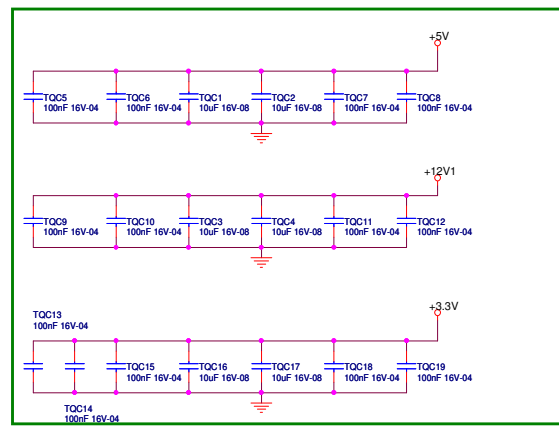 +5V
TQC5
100nF 16V-04
TQC6
100nF 16V-04
TQC1
10uF 16V-08
TQC2
10uF 16V-08
TQC7
100nF 16V-04
TQC8
100nF 16V-04
+12V1
TQC9
100nF 16V-04
TQC10
100nF 16V-04
TQC3
10uF 16V-08
TQC4
10uF 16V-08
TQC11
100nF 16V-04
TQC12
100nF 16V-04
+3.3V
TQC13
100nF 16V-04
TQC15
100nF 16V-04
TQC16
10uF 16V-08
TQC17
10uF 16V-08
TQC18
100nF 16V-04
TQC19
100nF 16V-04
TQC14
100nF 16V-04